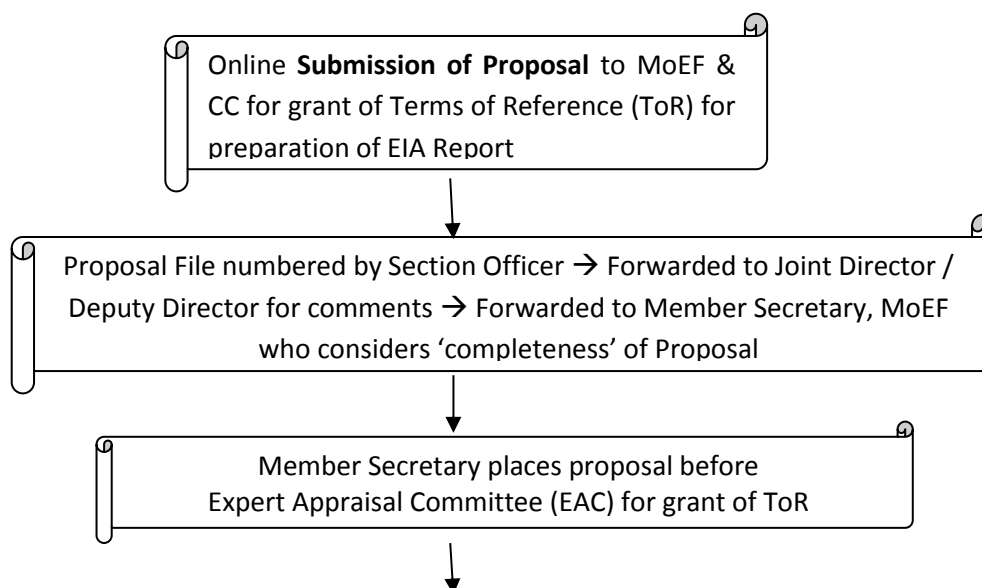 Online Submission of Proposal to MoEF &
CC for grant of Terms of Reference (ToR) for
preparation of EIA Report
Proposal File numbered by Section Officer → Forwarded to Joint Director /
Deputy Director for comments → Forwarded to Member Secretary, MoEF
who considers ‘completeness’ of Proposal
Member Secretary places proposal before
Expert Appraisal Committee (EAC) for grant of ToR